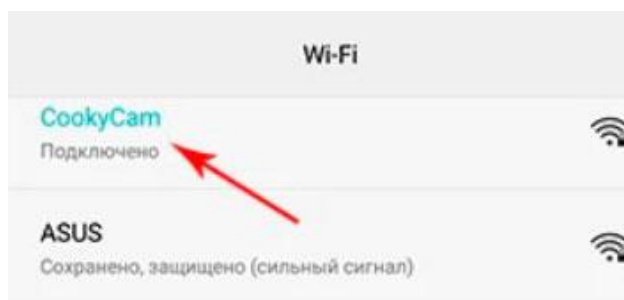 Wi-Fi
CookyCam
Подключено
ASUS
Сохранено, защищено (сильный сигнал)